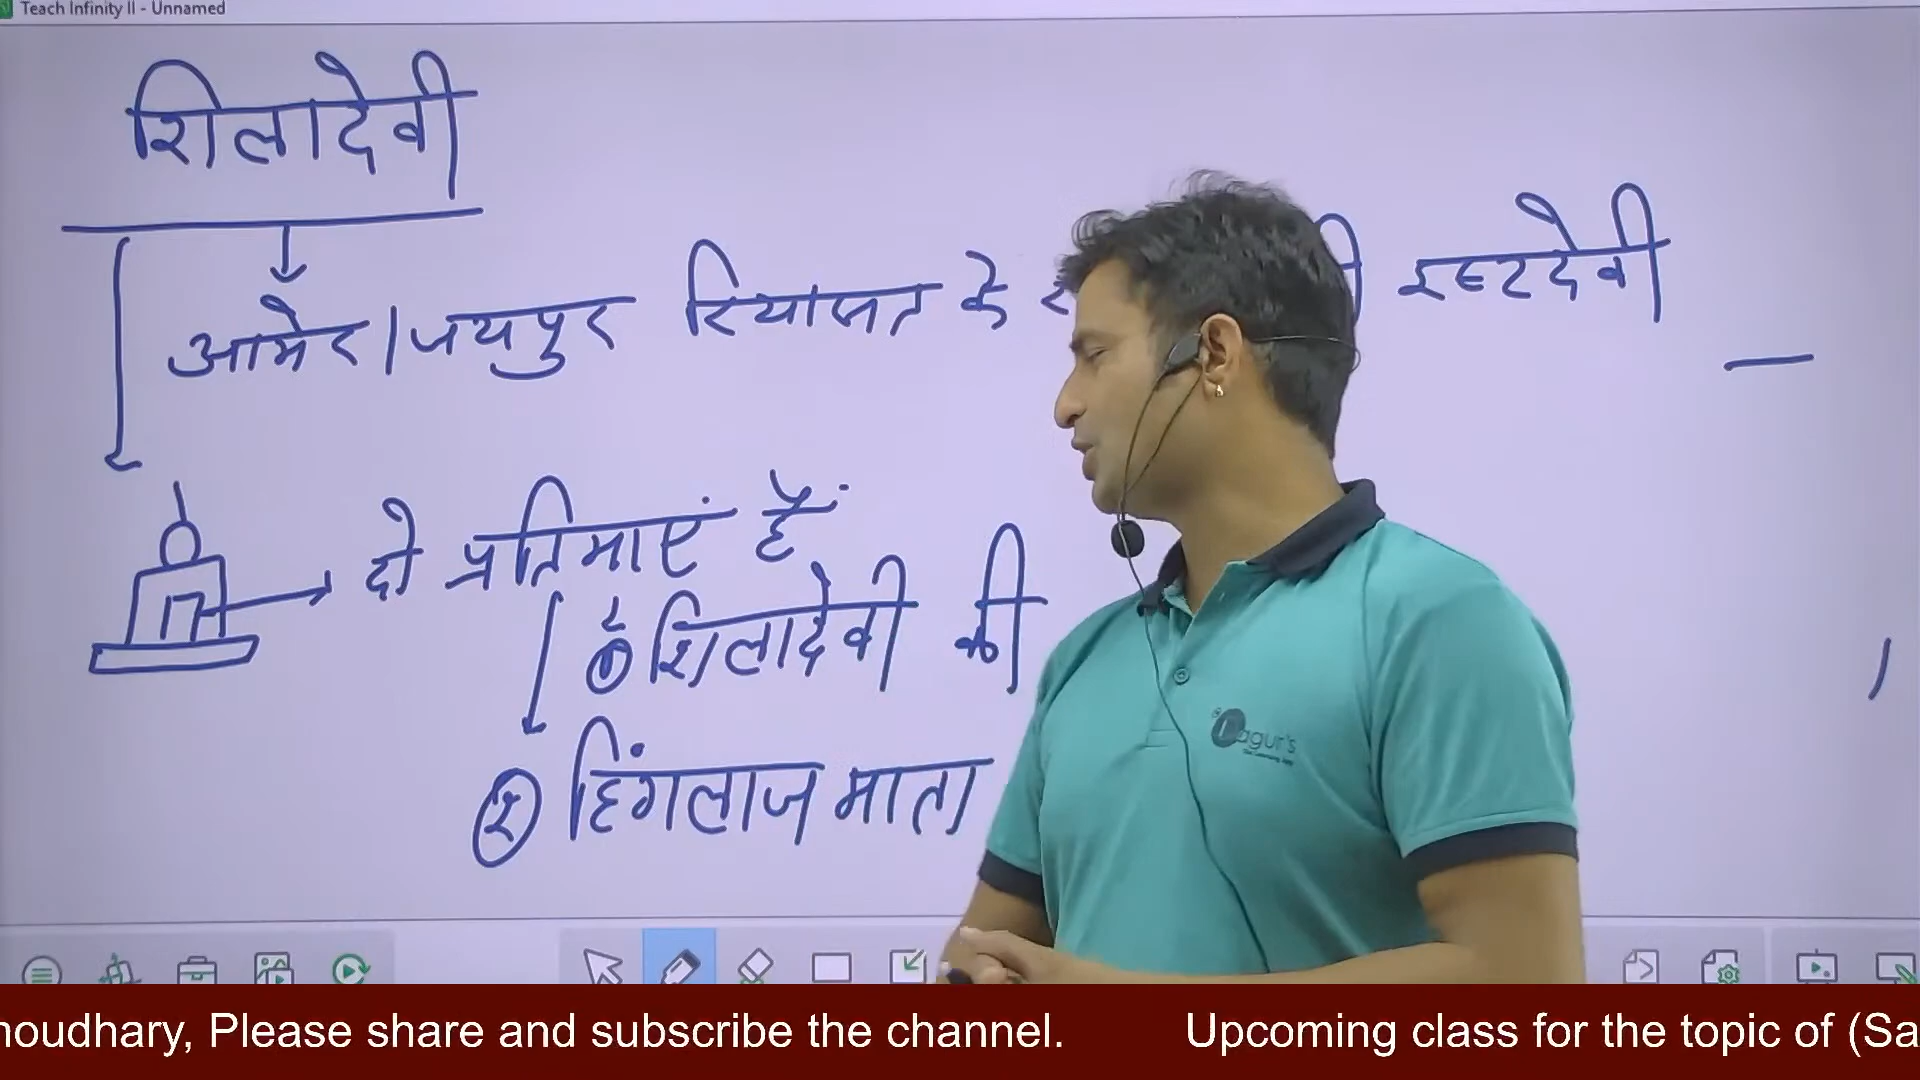 Teach Infinity II - Unnamed
शिलादेवी
आमेर/जयपुर रियासत के इष्टदेवी
दो प्रतिमाएं हैं
① शिलादेवी की
② हिंगलाज माता
agur's
houdhary, Please share and subscribe the channel. Upcoming class for the topic of (Sa